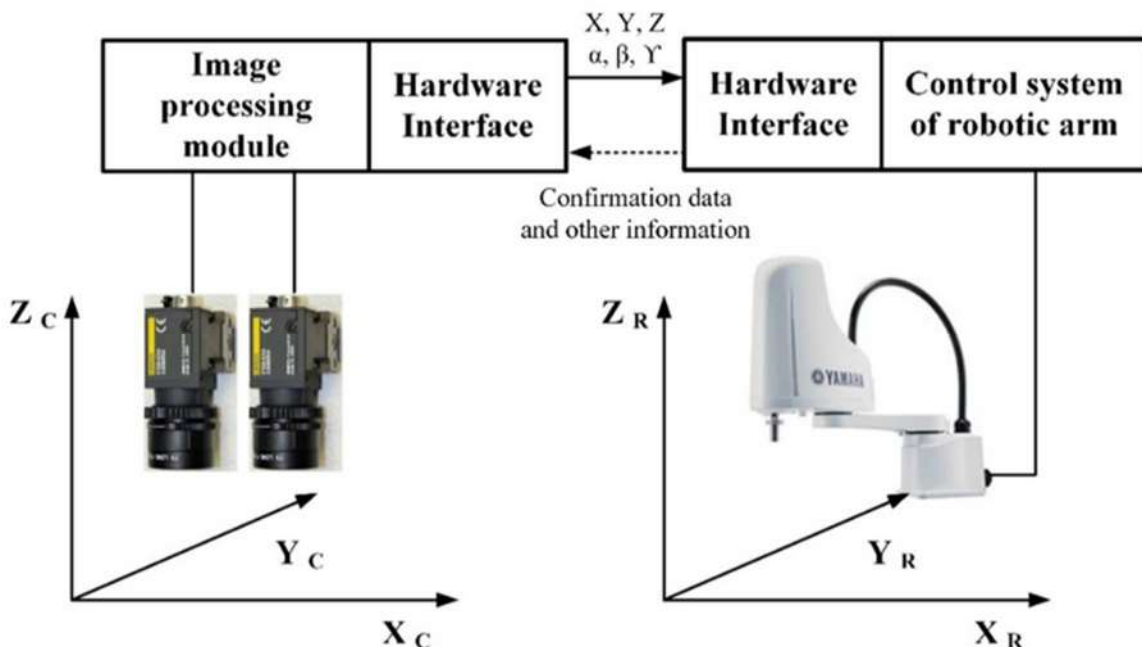 X, Y, Z
α, β, ϒ
Image
processing
module
Hardware
Interface
Hardware
Interface
Control system
of robotic arm
Confirmation data
and other information
Z C
Y C
X C
Z R
YAMAHA
Y R
X R